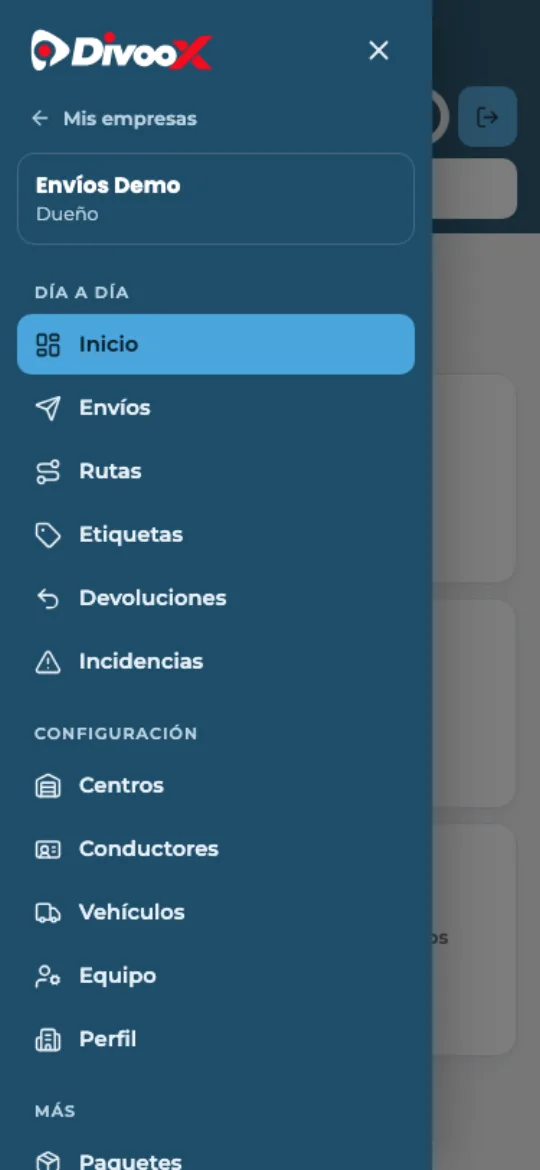 DivooX
Mis empresas
Envíos Demo
Dueño
DÍA A DÍA
Inicio
Envíos
Rutas
Etiquetas
Devoluciones
Incidencias
CONFIGURACIÓN
Centros
Conductores
Vehículos
Equipo
os
Perfil
MÁS
Paquetes